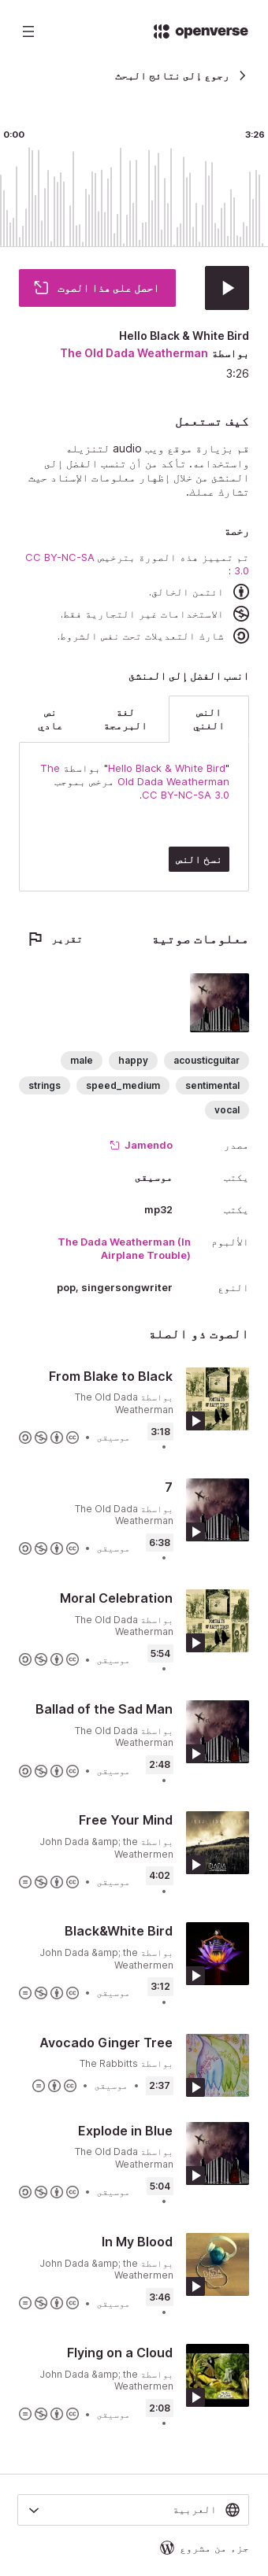 openverse
رجوع إلى نتائج البحث
0:00
3:26
احصل على هذا الصوت
Hello Black & White Bird
بواسطة The Old Dada Weatherman
3:26
كيف تستعمل
قم بزيارة موقع ويب audio لتنزيله
واستخدامه. تأكد من أن تنسب الفضل إلى
المنشئ من خلال إظهار معلومات الإسناد حيث
تشارك عملك.
رخصة
تم تمييز هذه الصورة بترخيص CC BY-NC-SA
3.0 :
ائتمن الخالق.
الاستخدامات غير التجارية فقط.
شارك التعديلات تحت نفس الشروط.
انسب الفضل إلى المنشئ
النص الغني
لغة البرمجة
نص عادي
"Hello Black & White Bird" بواسطة The
Old Dada Weatherman مرخص بموجب
CC BY-NC-SA 3.0.
نسخ النص
معلومات صوتية
تقرير
acousticguitar
happy
male
sentimental
speed_medium
strings
vocal
مصدر
Jamendo
يكتب
موسيقى
يكتب
mp32
الألبوم
The Dada Weatherman (In
Airplane Trouble)
النوع
pop, singersongwriter
الصوت ذو الصلة
From Blake to Black
بواسطة The Old Dada
Weatherman
3:18 • موسيقى •
7
بواسطة The Old Dada
Weatherman
6:38 • موسيقى •
Moral Celebration
بواسطة The Old Dada
Weatherman
5:54 • موسيقى •
Ballad of the Sad Man
بواسطة The Old Dada
Weatherman
2:48 • موسيقى •
Free Your Mind
بواسطة John Dada &amp; the
Weathermen
4:02 • موسيقى •
Black&White Bird
بواسطة John Dada &amp; the
Weathermen
3:12 • موسيقى •
Avocado Ginger Tree
بواسطة The Rabbitts
2:37 • موسيقى •
Explode in Blue
بواسطة The Old Dada
Weatherman
5:04 • موسيقى •
In My Blood
بواسطة John Dada &amp; the
Weathermen
3:46 • موسيقى •
Flying on a Cloud
بواسطة John Dada &amp; the
Weathermen
2:08 • موسيقى •
العربية
جزء من مشروع